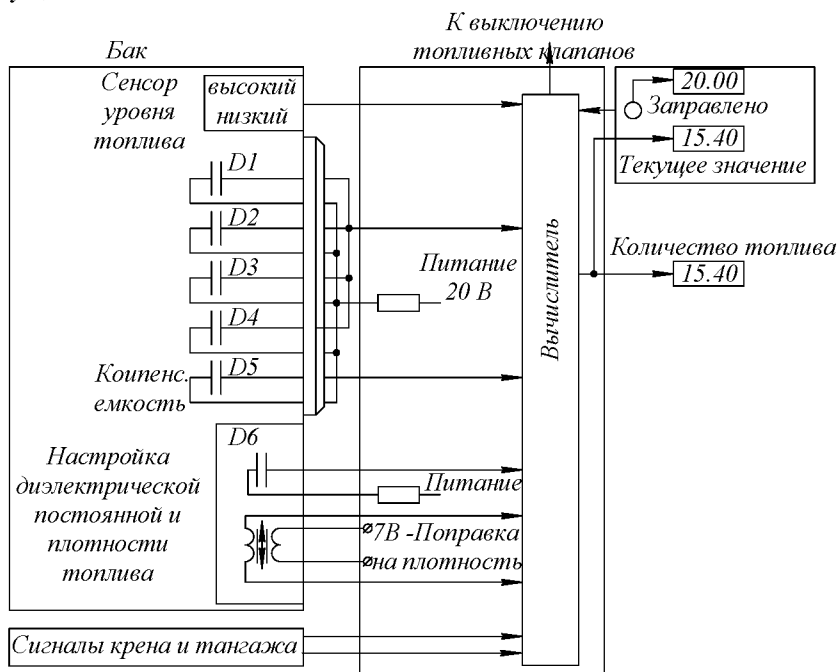 К выключению
топливных клапанов
Бак
Сенсор
уровня
топлива
высокий
низкий
20.00
Заправлено
15.40
Текущее значение
D1
D2
D3
D4
D5
Питание
20 В
Вычислитель
Количество топлива
15.40
Коипенс.
емкость
D6
Настройка
диэлектрической
постоянной и
плотности
топлива
Питание
7В -Поправка
на плотность
Сигналы крена и тангажа